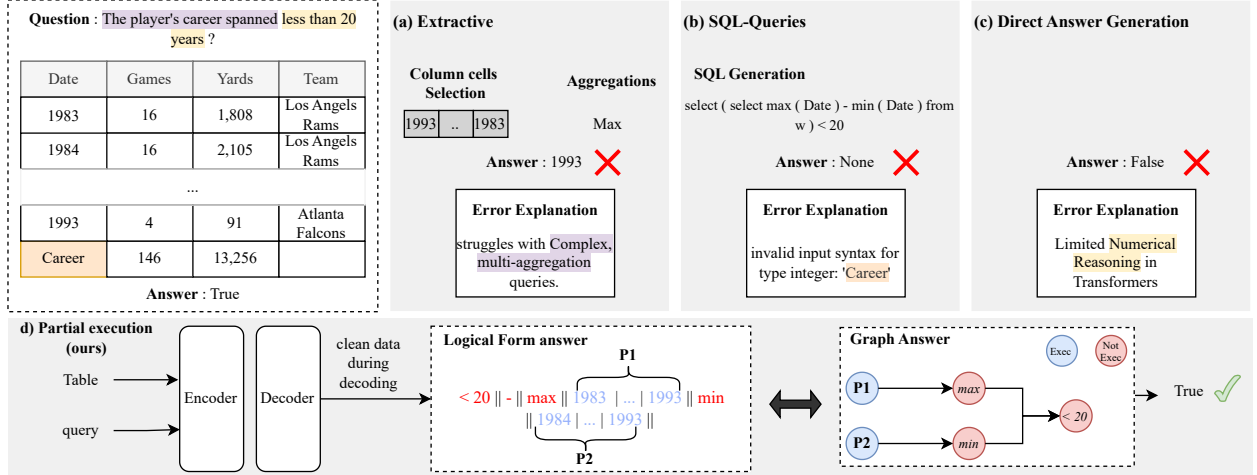 Question : The player's career spanned less than 20
years ?
Date Games Yards Team
1983 16 1,808 Los Angels
Rams
1984 16 2,105 Los Angels
Rams
...
1993 4 91 Atlanta
Falcons
Career 146 13,256
Answer : True
(a) Extractive
Column cells
Selection
Aggregations
1993 .. 1983
Max
Answer : 1993
Error Explanation
struggles with Complex,
multi-aggregation
queries.
(b) SQL-Queries
SQL Generation
select ( select max ( Date ) - min ( Date ) from
w ) < 20
Answer : None
Error Explanation
invalid input syntax for
type integer: 'Career'
(c) Direct Answer Generation
Answer : False
Error Explanation
Limited Numerical
Reasoning in
Transformers
d) Partial execution
(ours)
Table
query
Encoder
Decoder
clean data
during
decoding
Logical Form answer
P1
< 20 || - || max || 1983 | ... | 1993 || min
|| 1984 | ... | 1993 ||
P2
Graph Answer
Exec
Not
Exec
P1
max
< 20
P2
min
True